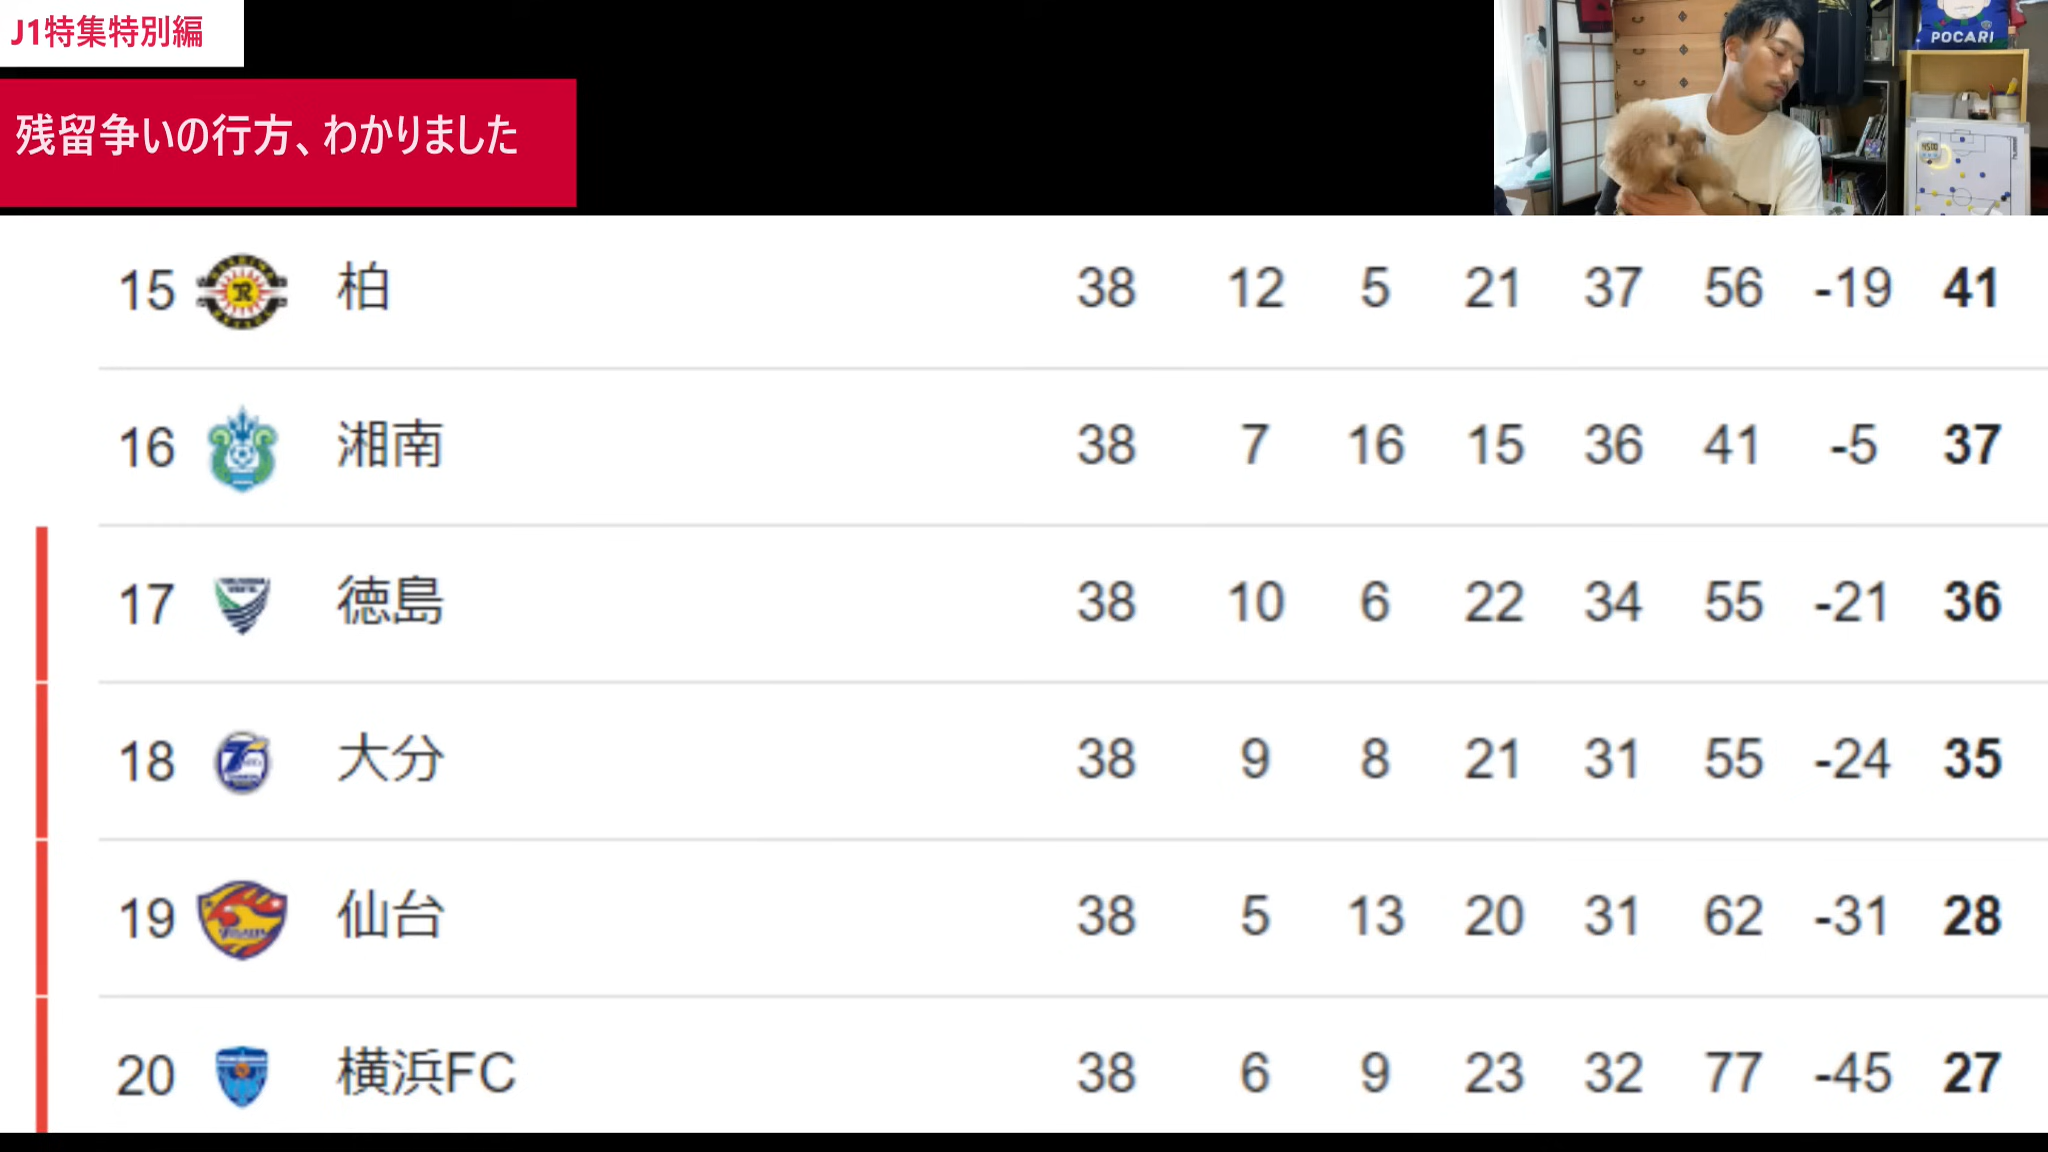 J1特集特別編
残留争いの行方、わかりました
POCARI
45:00
15 柏 38 12 5 21 37 56 -19 41
16 湘南 38 7 16 15 36 41 -5 37
17 徳島 38 10 6 22 34 55 -21 36
18 大分 38 9 8 21 31 55 -24 35
19 仙台 38 5 13 20 31 62 -31 28
20 横浜FC 38 6 9 23 32 77 -45 27